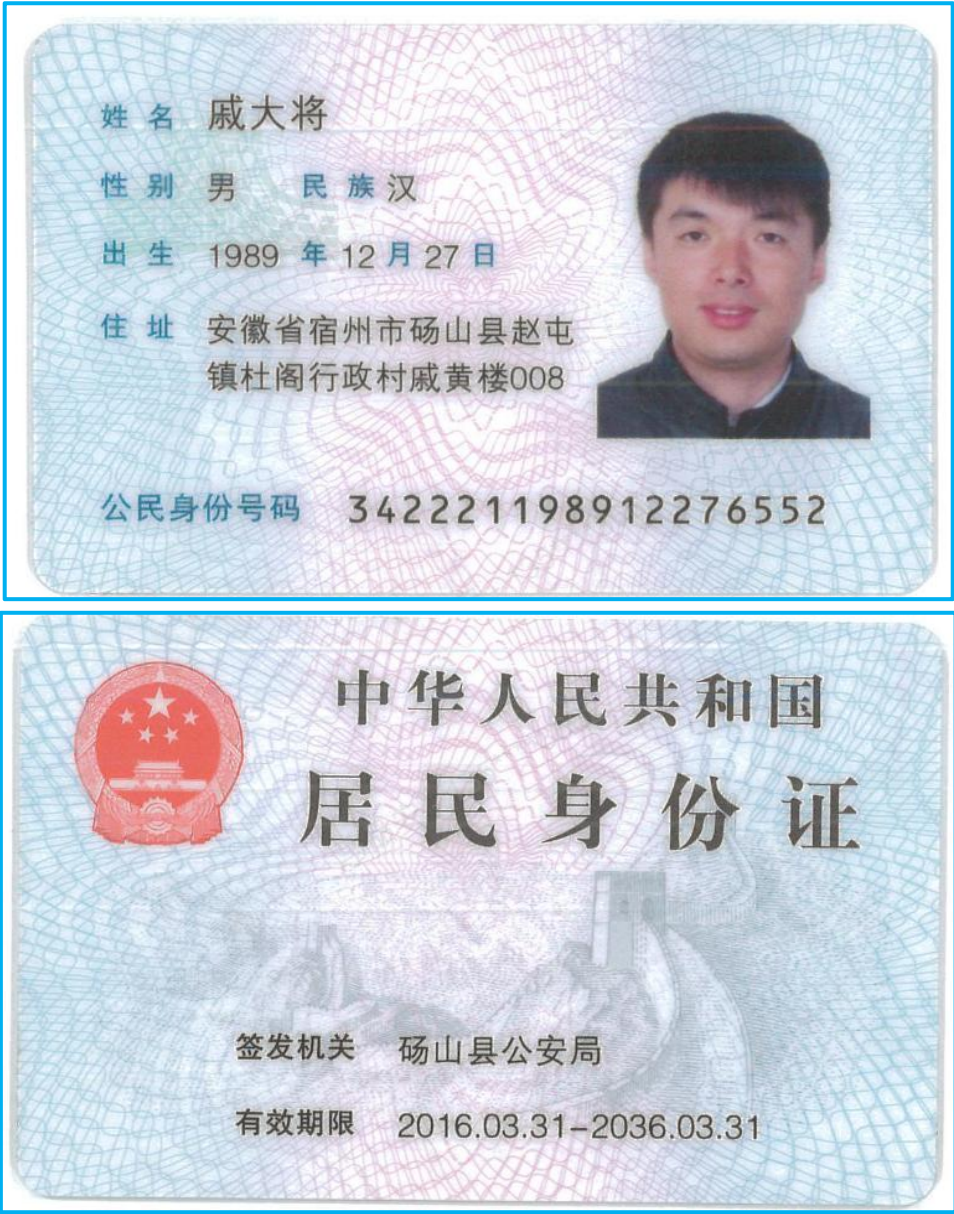 姓名 戚大将
性别 男 民族 汉
出生 1989 年 12 月 27 日
住址 安徽省宿州市砀山县赵屯
镇杜阁行政村戚黄楼008
公民身份号码 342221198912276552
中华人民共和国
居民身份证
签发机关 砀山县公安局
有效期限 2016.03.31-2036.03.31